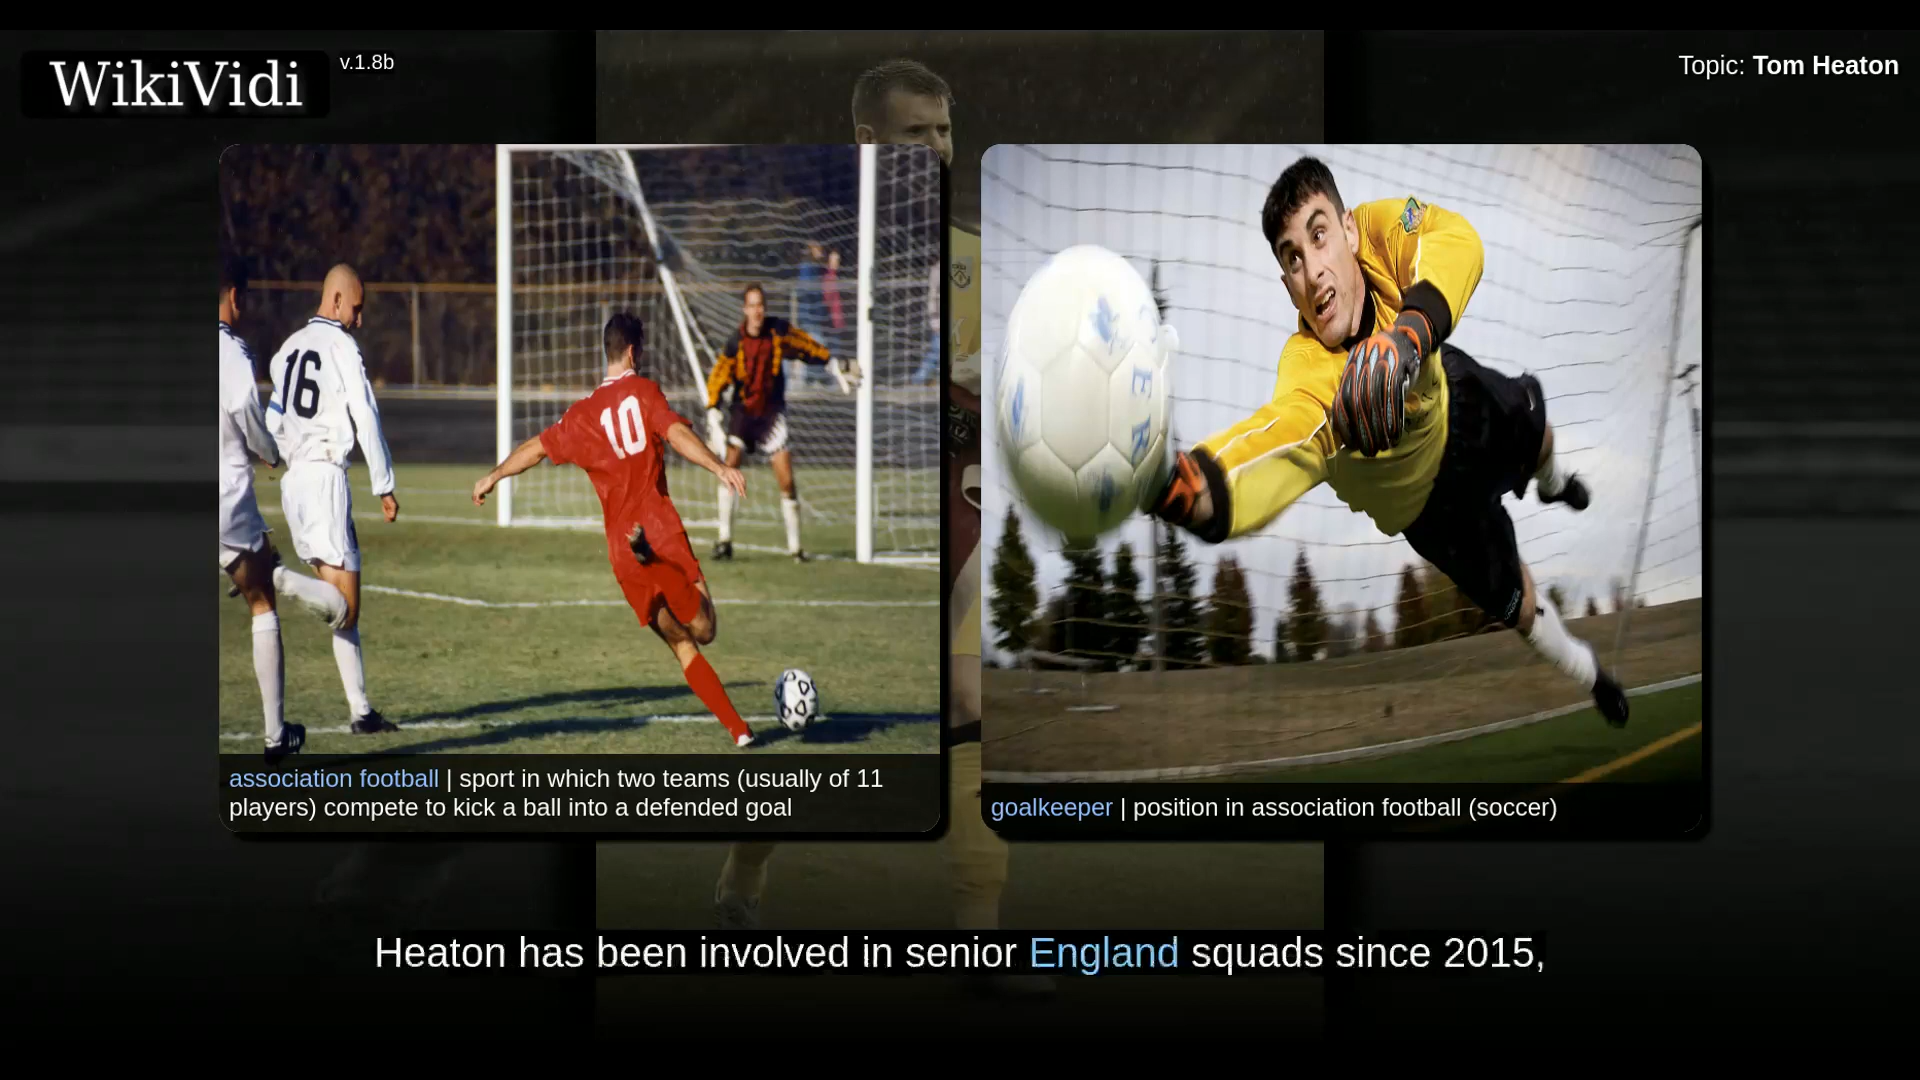 WikiVidi
v.1.8b
Topic: Tom Heaton
16
10
E
R
association football | sport in which two teams (usually of 11
players) compete to kick a ball into a defended goal
goalkeeper | position in association football (soccer)
Heaton has been involved in senior England squads since 2015,